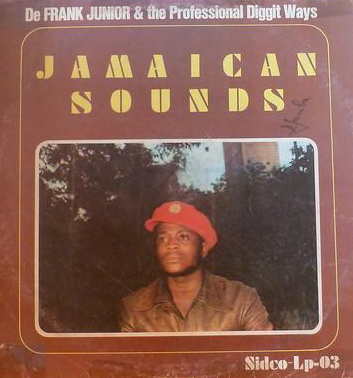 De FRANK JUNIOR & the Professional Diggit Ways
JAMAICAN
SOUNDS
Sidco-Lp-03